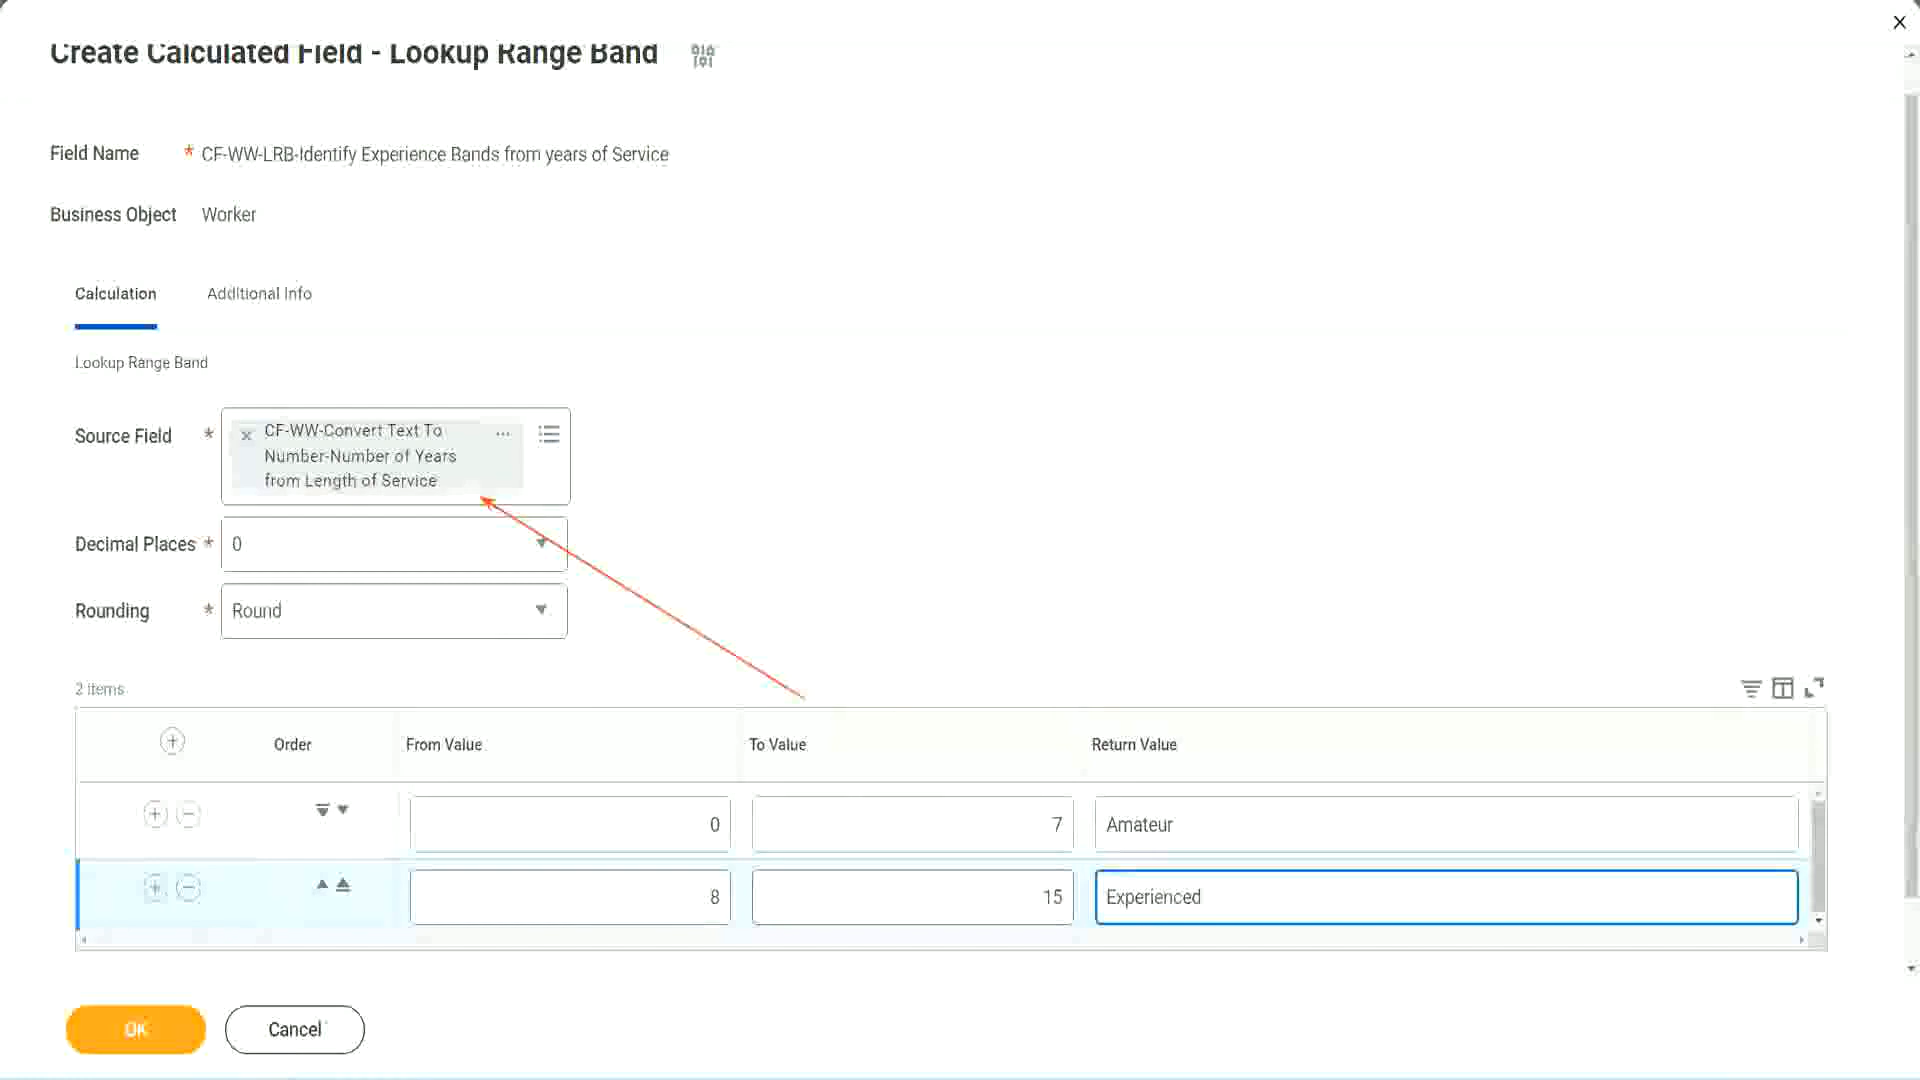 Create Calculated Field - Lookup Range Band
Field Name * CF-WW-LRB-Identify Experience Bands from years of Service
Business Object Worker
Calculation Additional Info
Lookup Range Band
Source Field * CF-WW-Convert Text To
Number-Number of Years
from Length of Service
Decimal Places * 0
Rounding * Round
2 items
Order From Value To Value Return Value
0 7 Amateur
8 15 Experienced
OK Cancel